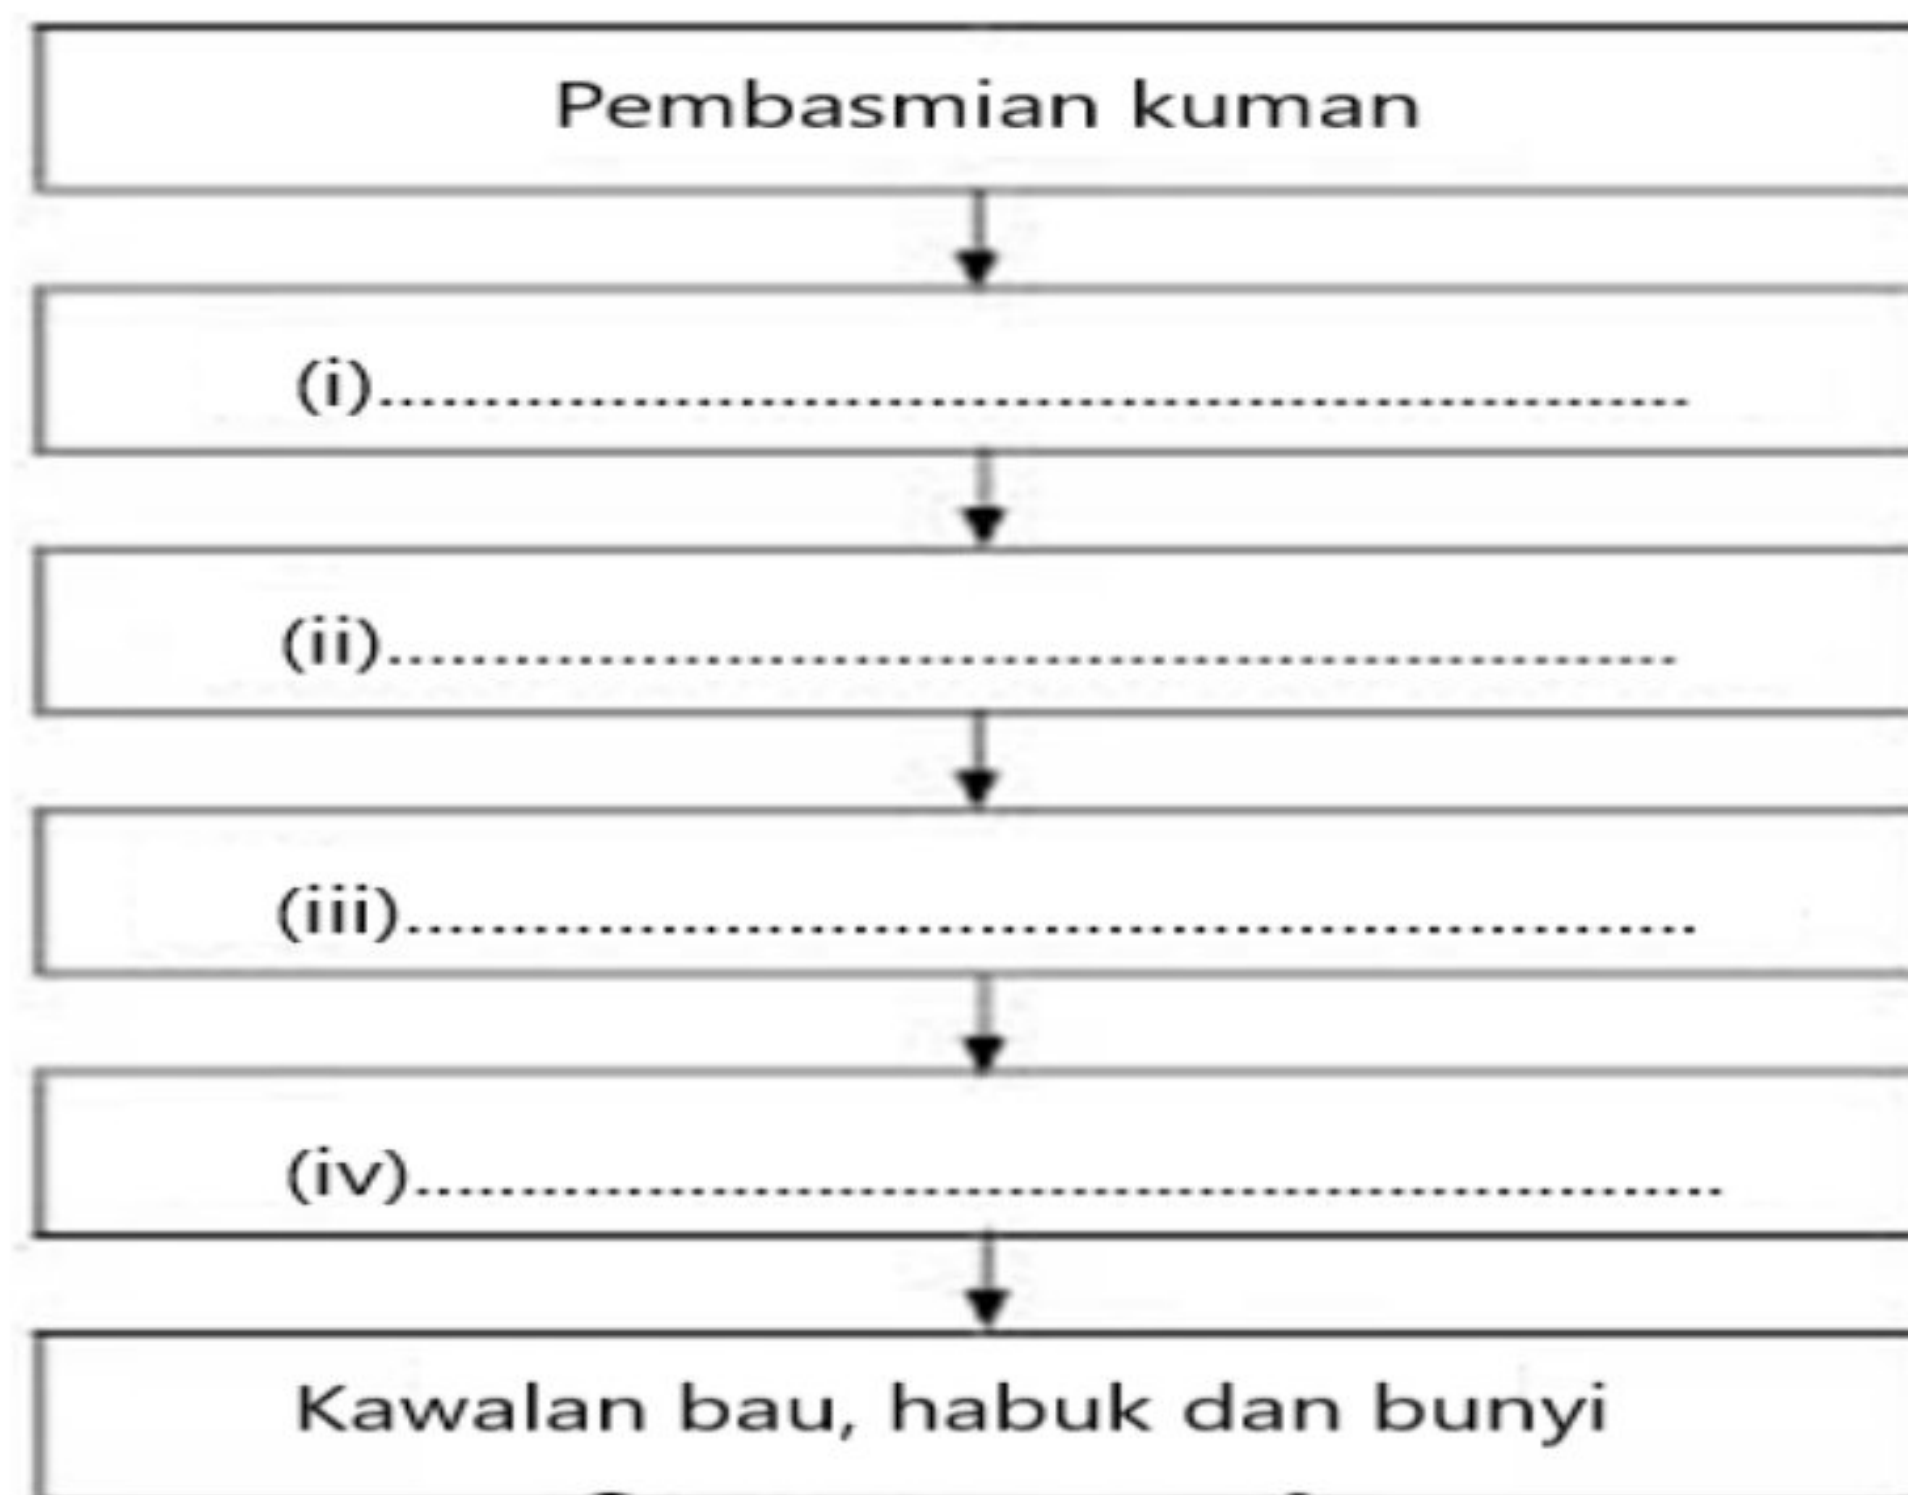 Pembasmian kuman
(i)..............................................................
(ii).............................................................
(iii).............................................................
(iv)..............................................................
Kawalan bau, habuk dan bunyi